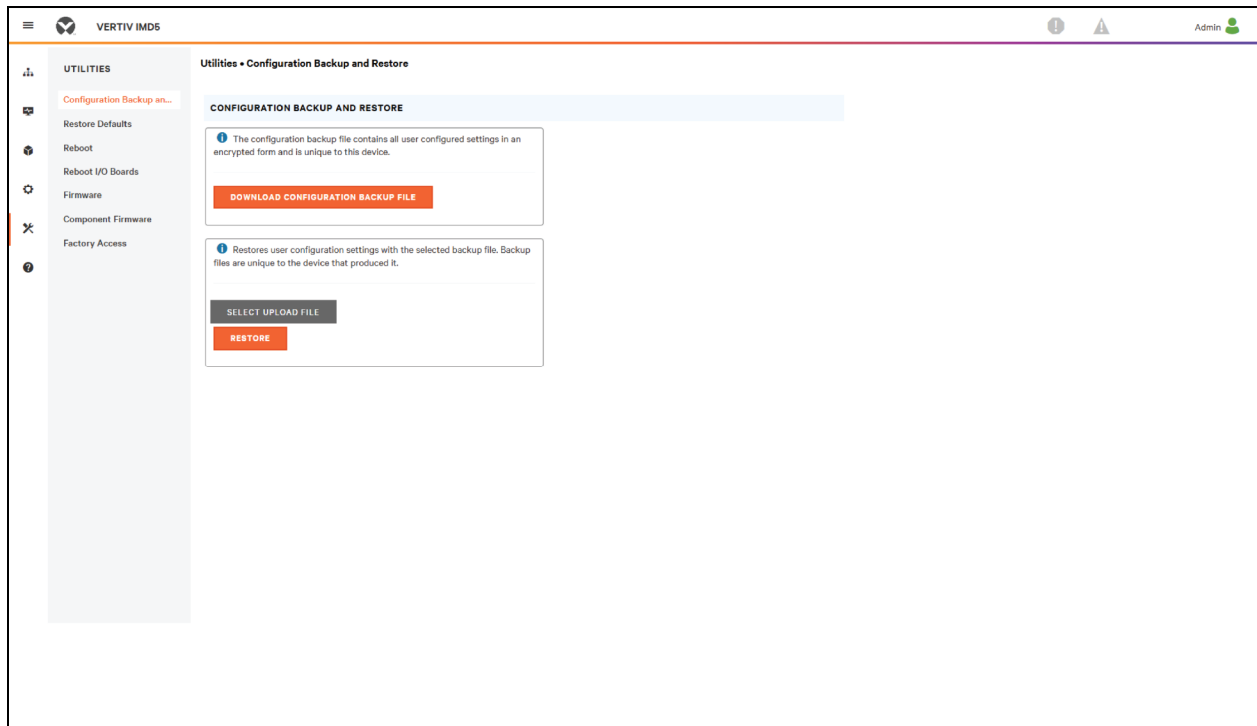 VERTIV IMD5
Admin
UTILITIES
Configuration Backup an...
Restore Defaults
Reboot
Reboot I/O Boards
Firmware
Component Firmware
Factory Access
Utilities • Configuration Backup and Restore
CONFIGURATION BACKUP AND RESTORE
The configuration backup file contains all user configured settings in an
encrypted form and is unique to this device.
DOWNLOAD CONFIGURATION BACKUP FILE
Restores user configuration settings with the selected backup file. Backup
files are unique to the device that produced it.
SELECT UPLOAD FILE
RESTORE